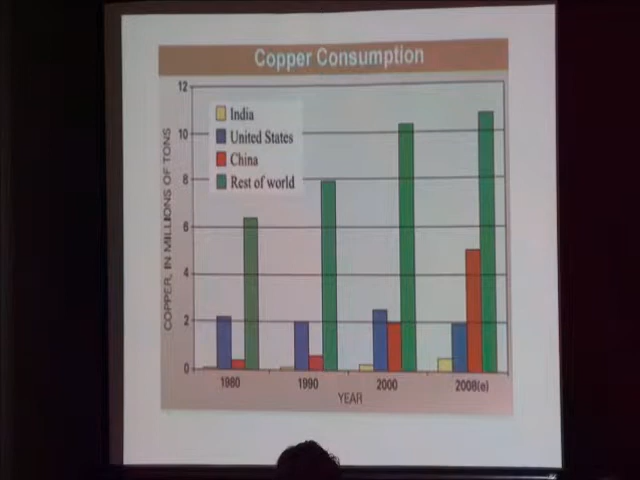 Copper Consumption
12
10
8
6
4
2
0
COPPER, IN MILLIONS OF TONS
India
United States
China
Rest of world
1980
1990
2000
2008(e)
YEAR